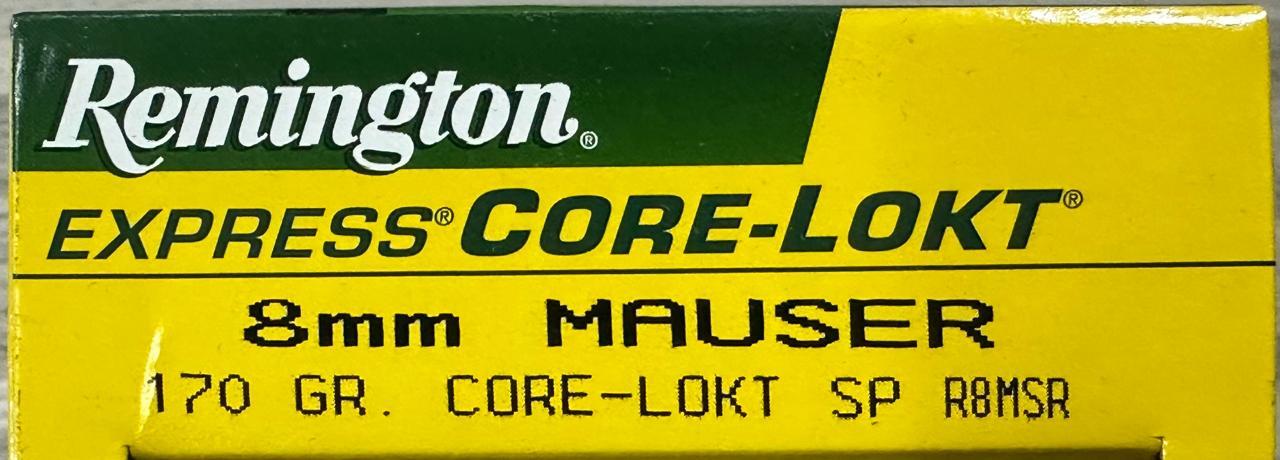 Remington®
EXPRESS® CORE-LOKT®
8mm MAUSER
170 GR. CORE-LOKT SP R8MSR